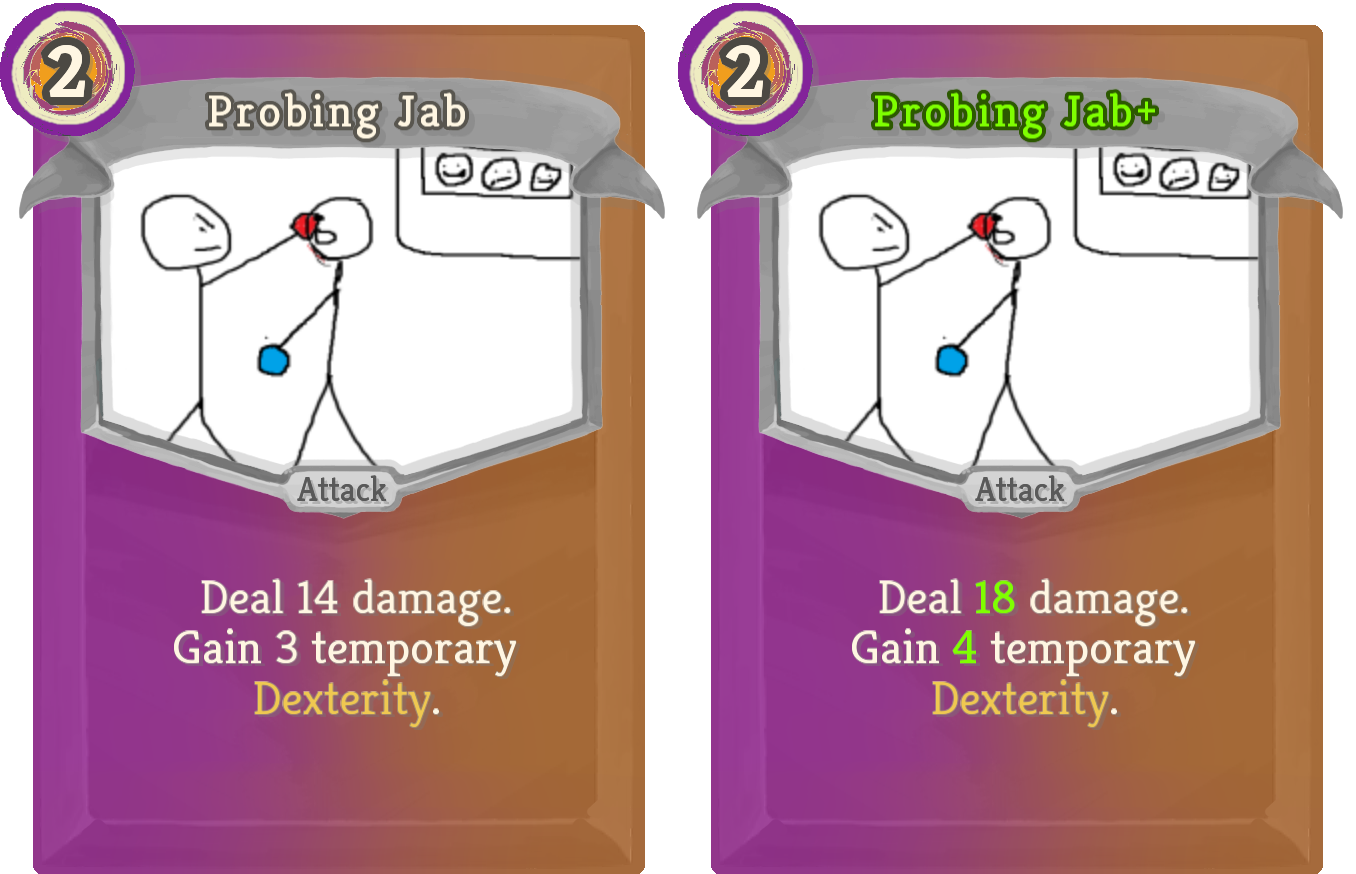 2
Probing Jab
Attack
Deal 14 damage.
Gain 3 temporary
Dexterity.
2
Probing Jab+
Attack
Deal 18 damage.
Gain 4 temporary
Dexterity.